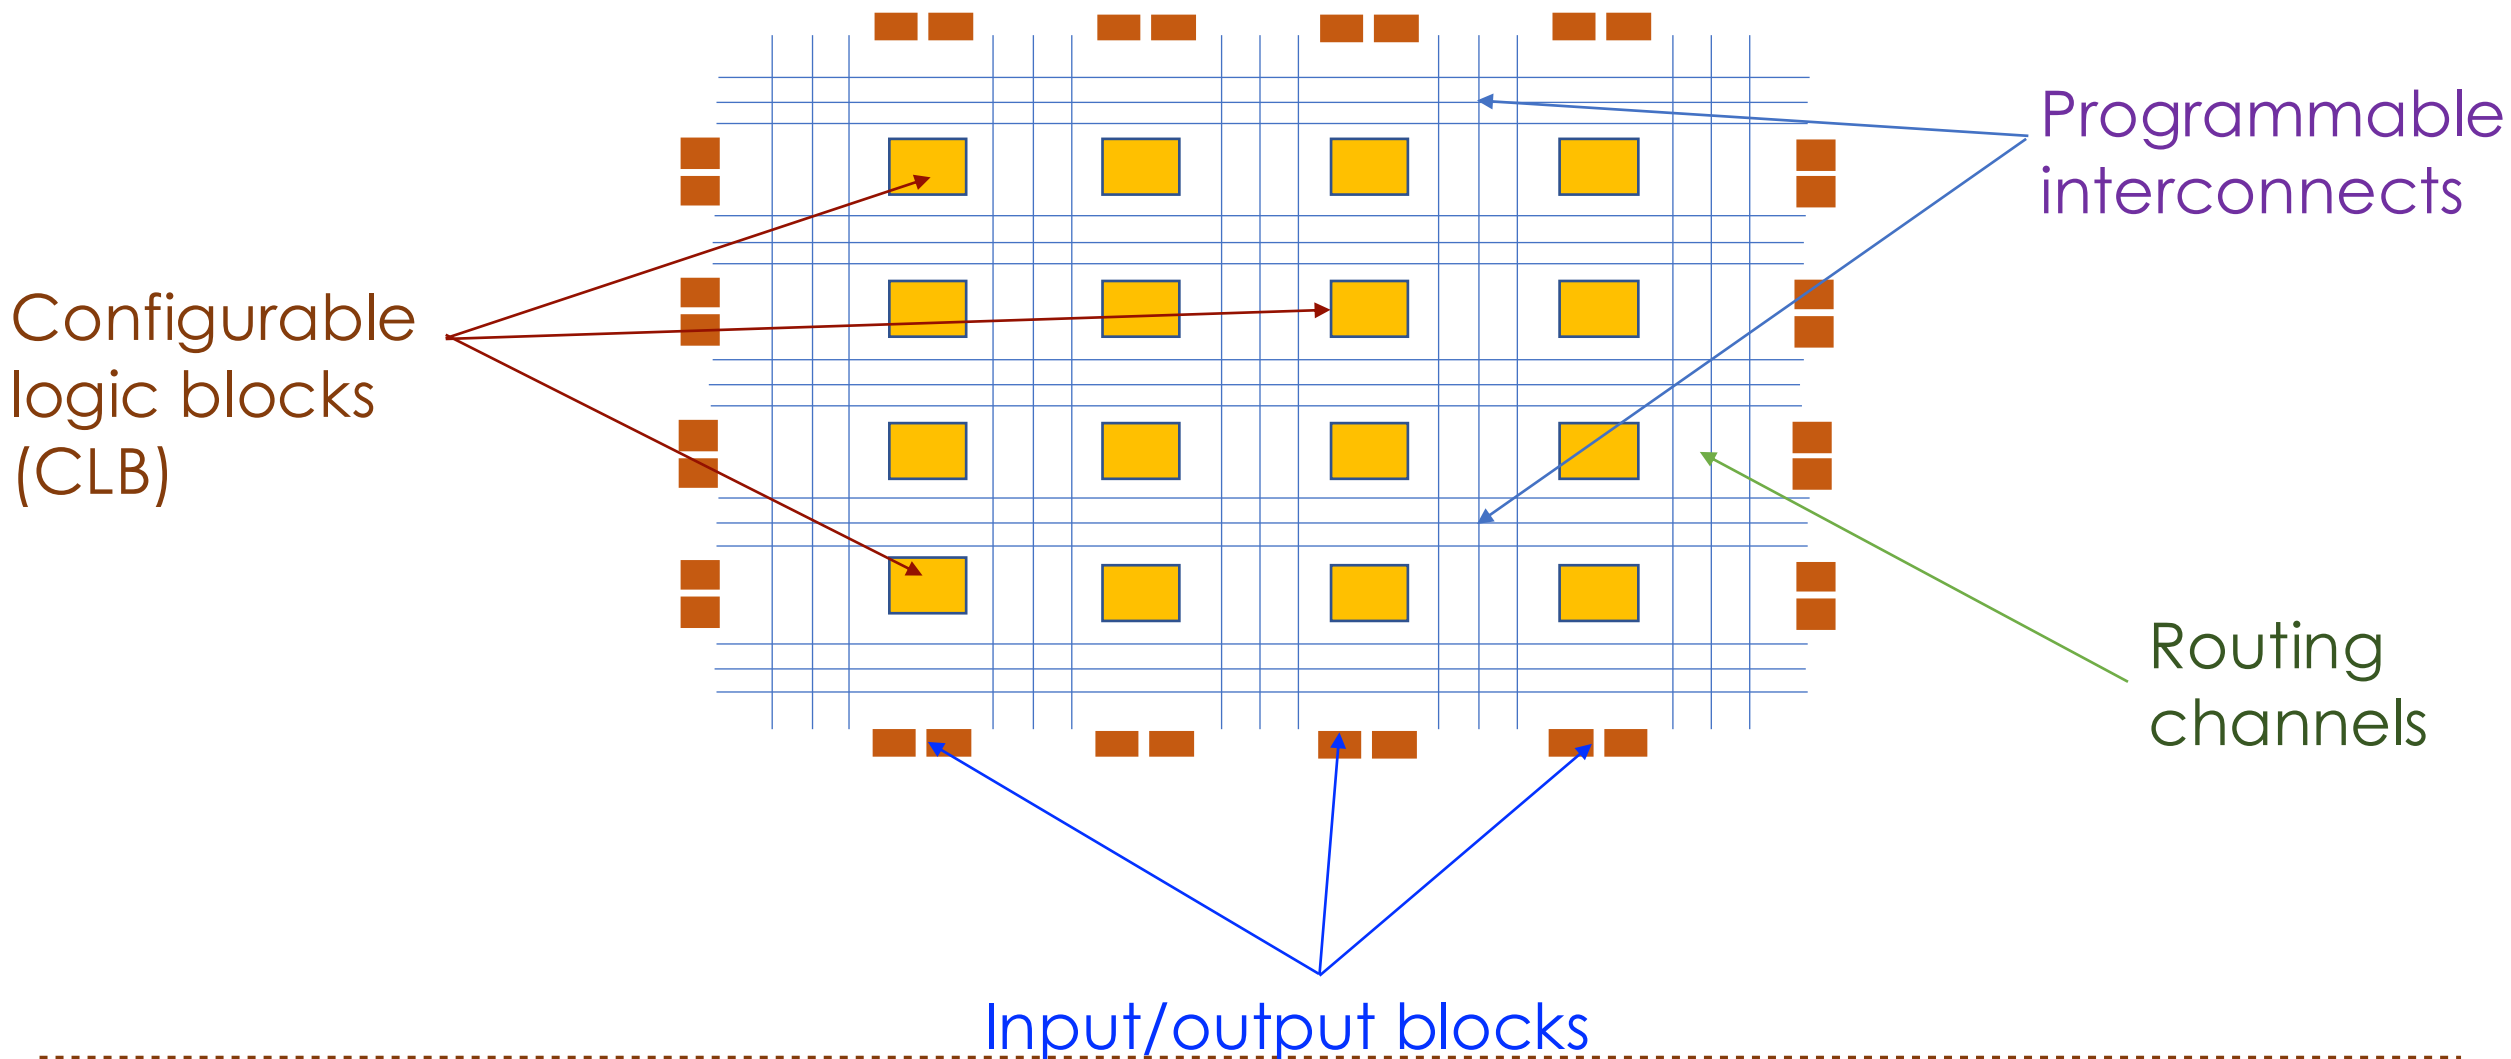 Programmable
interconnects
Configurable
logic blocks
(CLB)
Routing
channels
Input/output blocks